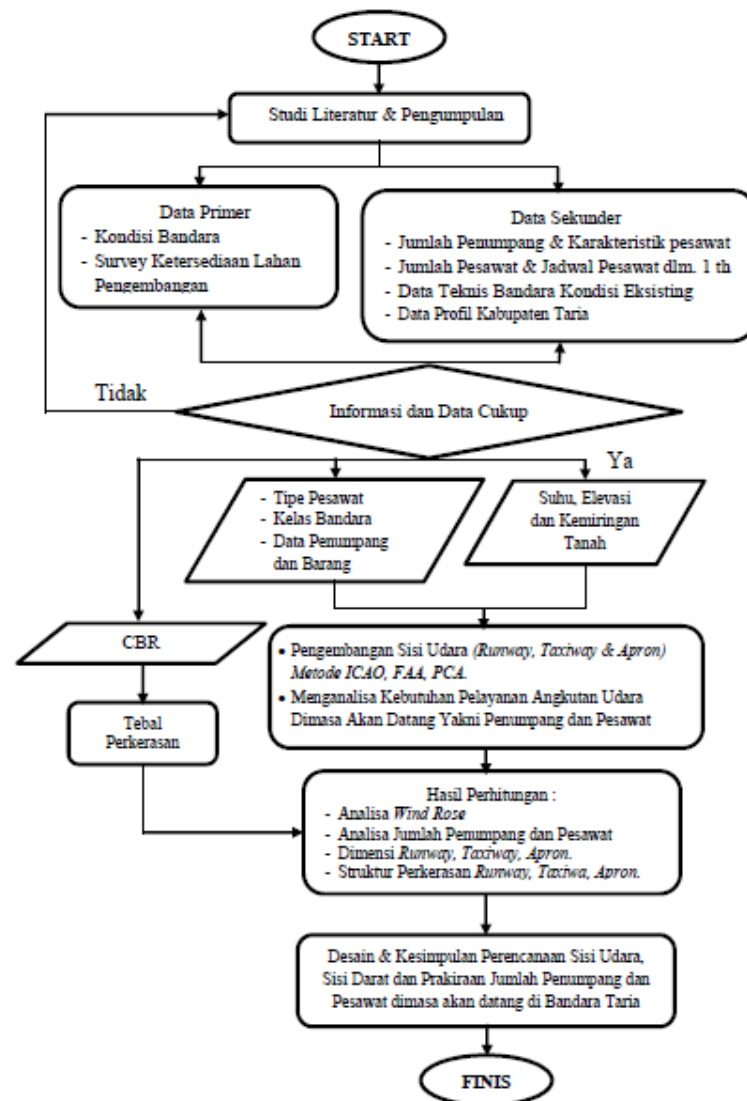 START
Studi Literatur & Pengumpulan
Data Primer
- Kondisi Bandara
- Survey Ketersediaan Lahan
Pengembangan
Data Sekunder
- Jumlah Penumpang & Karakteristik pesawat
- Jumlah Pesawat & Jadwal Pesawat dlm. 1 th
- Data Teknis Bandara Kondisi Eksisting
- Data Profil Kabupaten Taria
Tidak
Informasi dan Data Cukup
Ya
- Tipe Pesawat
- Kelas Bandara
- Data Penumpang
dan Barang
Suhu, Elevasi
dan Kemiringan
Tanah
CBR
Tebal
Perkerasan
• Pengembangan Sisi Udara (Runway, Taxiway & Apron)
Metode ICAO, FAA, PCA.
• Menganalisa Kebutuhan Pelayanan Angkutan Udara
Dimasa Akan Datang Yakni Penumpang dan Pesawat
Hasil Perhitungan :
- Analisa Wind Rose
- Analisa Jumlah Penumpang dan Pesawat
- Dimensi Runway, Taxiway, Apron.
- Struktur Perkerasan Runway, Taxiwa, Apron.
Desain & Kesimpulan Perencanaan Sisi Udara,
Sisi Darat dan Prakiraan Jumlah Penumpang dan
Pesawat dimasa akan datang di Bandara Taria
FINIS